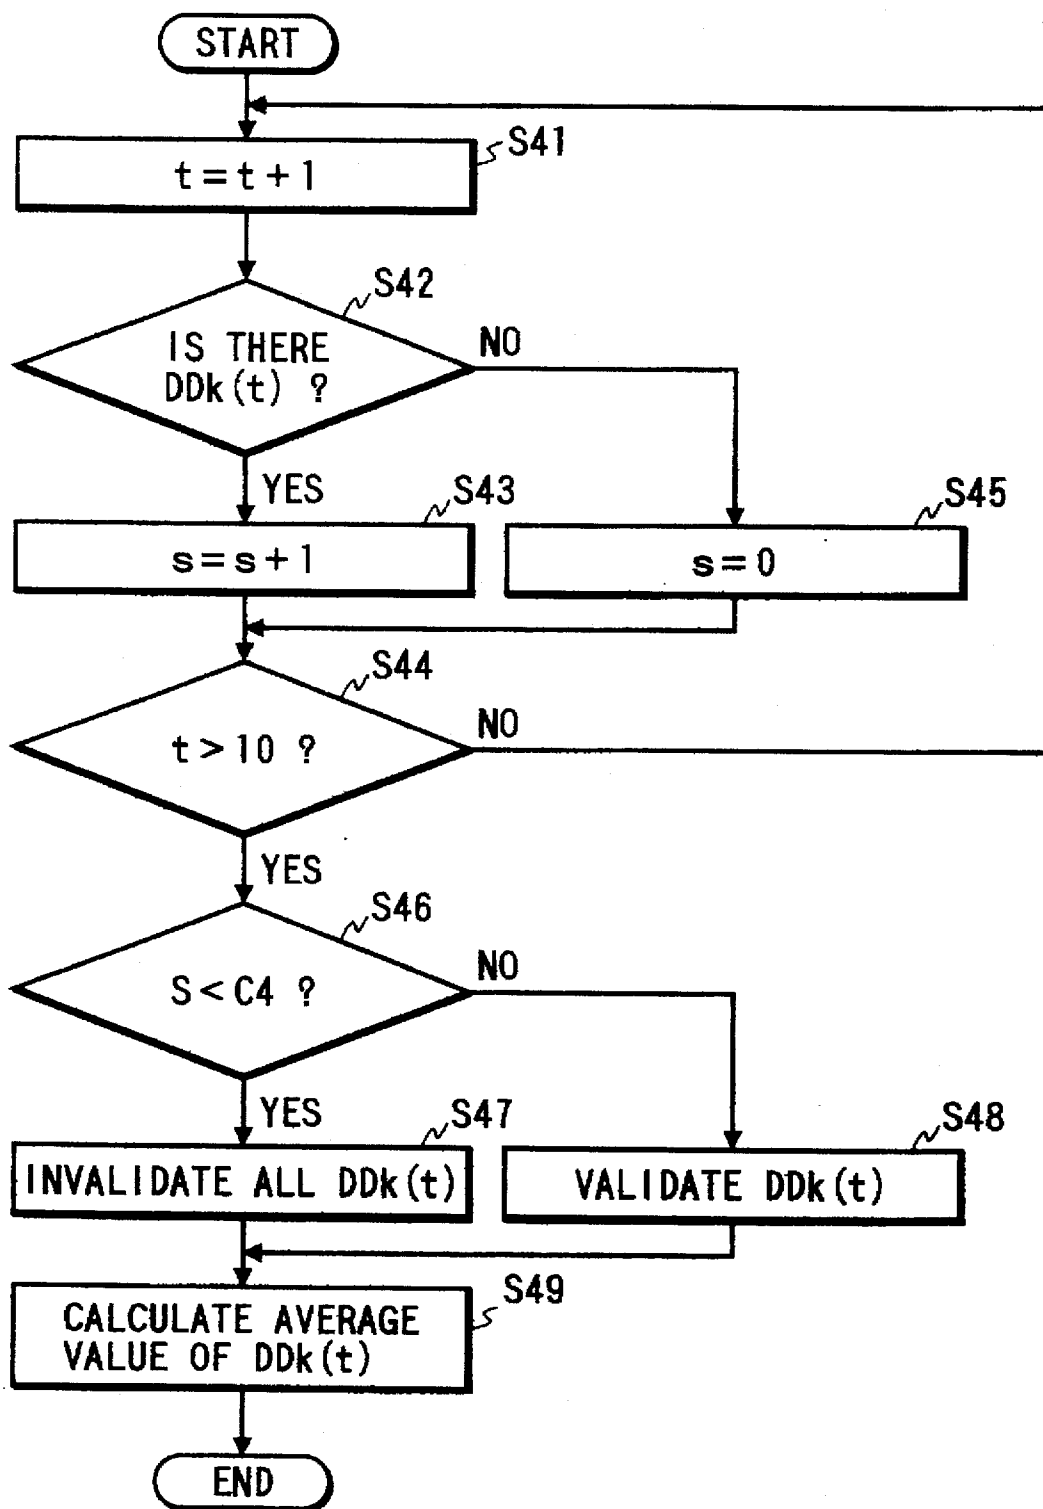 START
S41
t=t+1
S42
IS THERE
DDk(t) ?
NO
YES
S43
s=s+1
S45
s=0
S44
t>10 ?
NO
YES
S46
S<C4 ?
NO
YES
S47
INVALIDATE ALL DDk(t)
S48
VALIDATE DDk(t)
S49
CALCULATE AVERAGE
VALUE OF DDk(t)
END